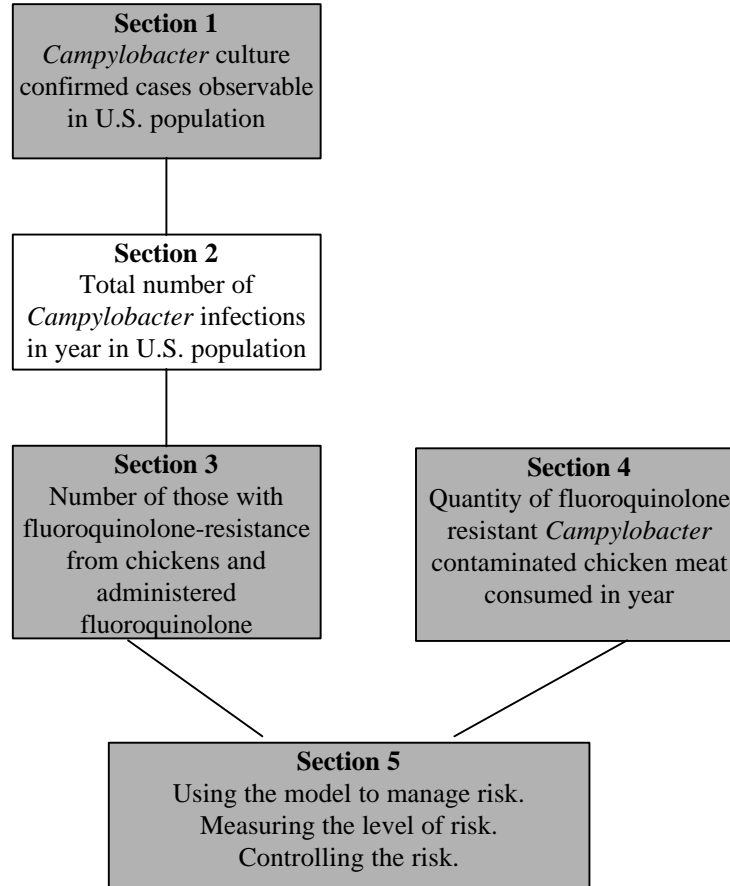 Section 1
Campylobacter culture
confirmed cases observable
in U.S. population
Section 2
Total number of
Campylobacter infections
in year in U.S. population
Section 3
Number of those with
fluoroquinolone-resistance
from chickens and
administered
fluoroquinolone
Section 4
Quantity of fluoroquinolone
resistant Campylobacter
contaminated chicken meat
consumed in year
Section 5
Using the model to manage risk.
Measuring the level of risk.
Controlling the risk.